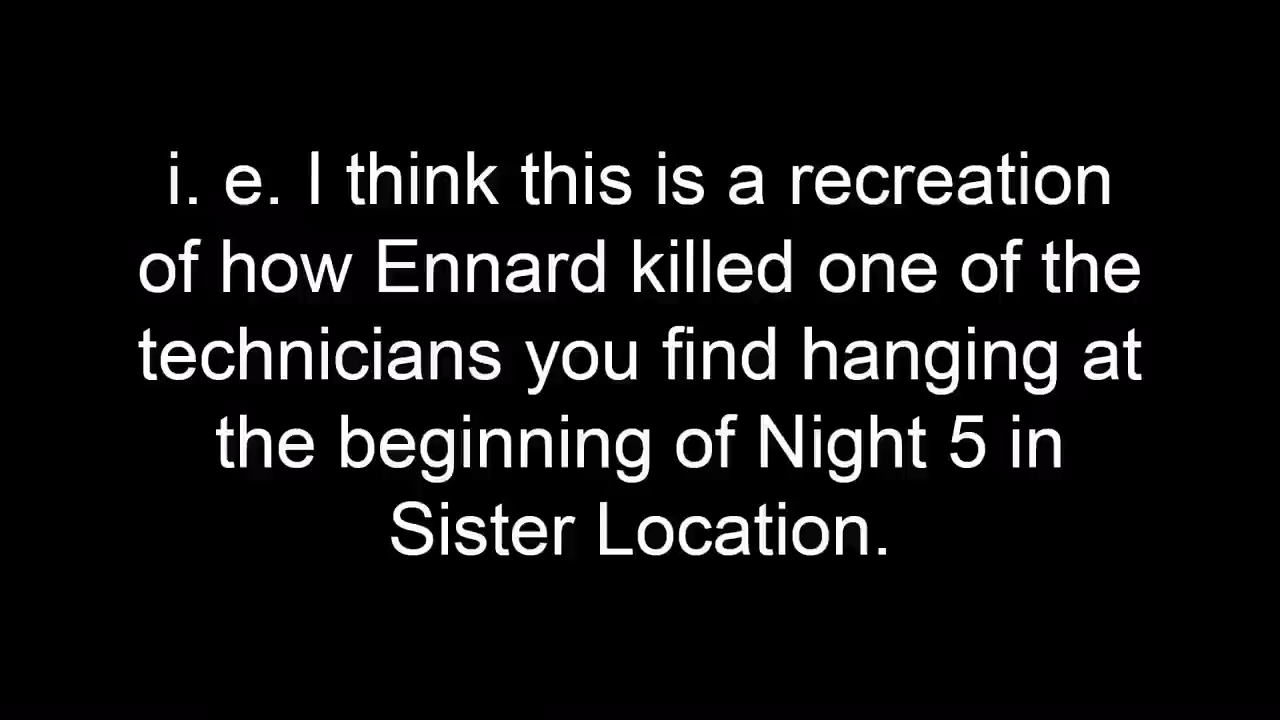 i. e. I think this is a recreation
of how Ennard killed one of the
technicians you find hanging at
the beginning of Night 5 in
Sister Location.